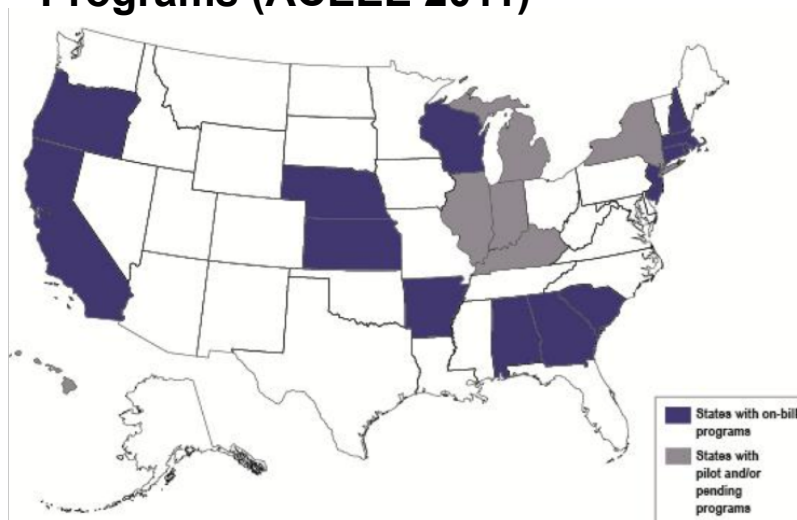 Programs (ACEEE 2011)
States with on-bill
programs
States with
pilot and/or
pending
programs